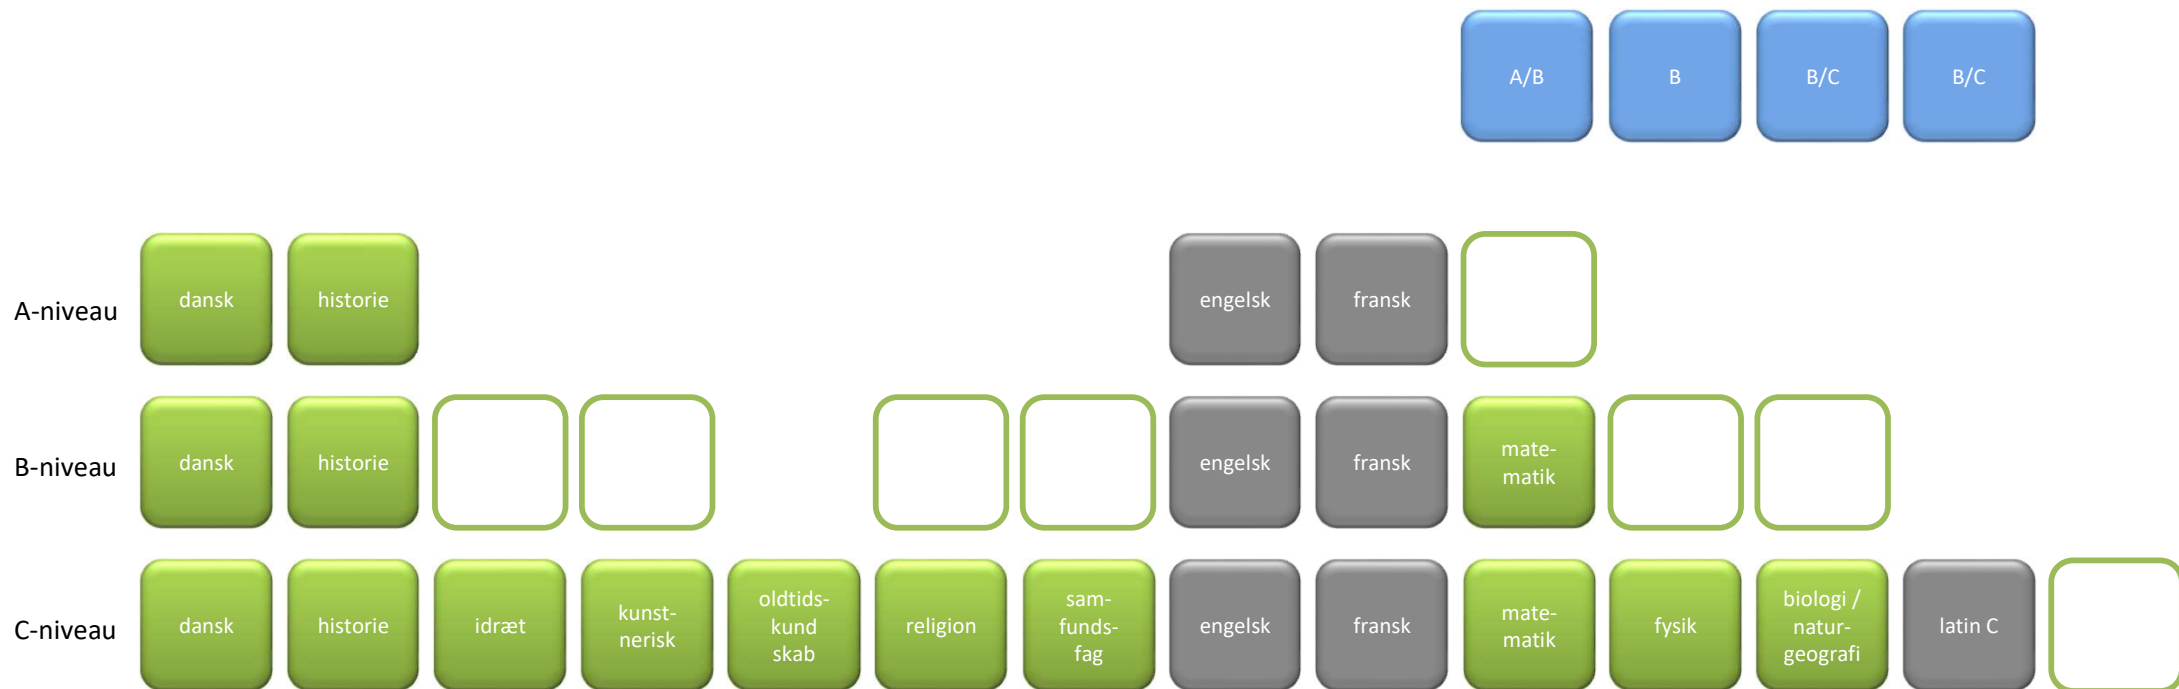 A/B B B/C B/C
A-niveau dansk historie engelsk fransk
B-niveau dansk historie engelsk fransk mate-
matik
C-niveau dansk historie idræt kunst-
nerisk oldtids-
kund
skab religion sam-
funds-
fag engelsk fransk mate-
matik fysik biologi /
natur-
geografi latin C